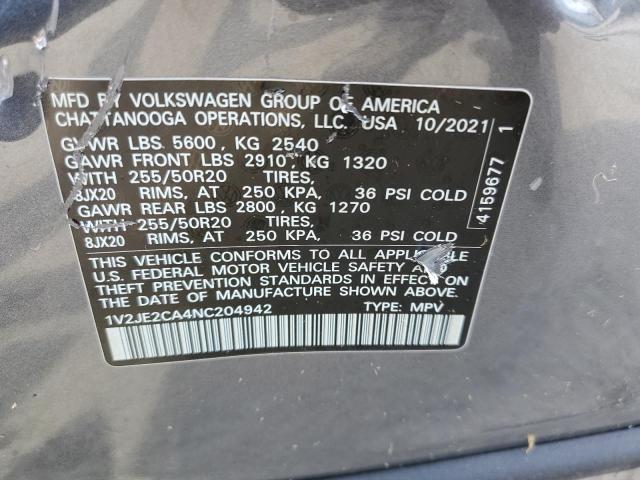 MFD BY VOLKSWAGEN GROUP OF AMERICA
CHATTANOOGA OPERATIONS, LLC. USA 10/2021
GVWR LBS 5600 , KG 2540
GAWR FRONT LBS 2910, KG 1320
WITH 255/50R20 TIRES,
8JX20 RIMS, AT 250 KPA, 36 PSI COLD
GAWR REAR LBS 2800, KG 1270
WITH 255/50R20 TIRES,
8JX20 RIMS, AT 250 KPA, 36 PSI COLD
THIS VEHICLE CONFORMS TO ALL APPLICABLE
U.S. FEDERAL MOTOR VEHICLE SAFETY AND
THEFT PREVENTION STANDARDS IN EFFECT ON THE
DATE OF MANUFACTURE SHOWN ABOVE.
1V2JE2CA4NC204942 TYPE: MPV
4159677 1